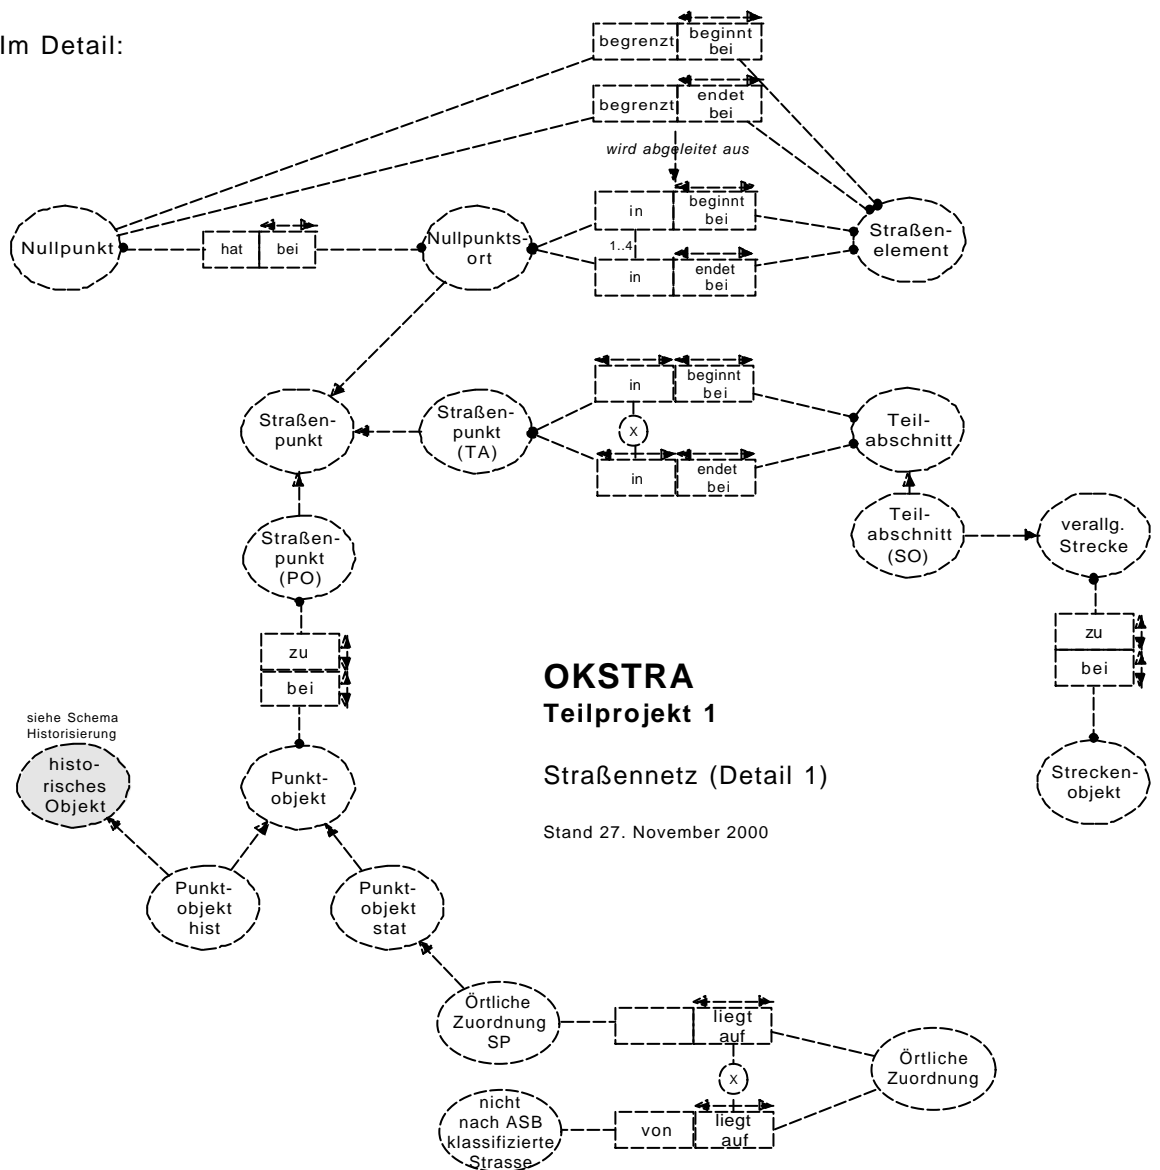 Im Detail:
begrenzt
beginnt
bei
begrenzt
endet
bei
wird abgeleitet aus
Nullpunkt
hat
bei
Nullpunkts-
ort
in
beginnt
bei
1..4
in
endet
bei
Straßen-
element
Straßen-
punkt
Straßen-
punkt
(TA)
in
beginnt
bei
X
in
endet
bei
Teil-
abschnitt
Straßen-
punkt
(PO)
Teil-
abschnitt
(SO)
verallg.
Strecke
zu
bei
zu
bei
OKSTRA
Teilprojekt 1
Straßennetz (Detail 1)
Stand 27. November 2000
siehe Schema
Historisierung
histo-
risches
Objekt
Punkt-
objekt
Strecken-
objekt
Punkt-
objekt
hist
Punkt-
objekt
stat
Örtliche
Zuordnung
SP
liegt
auf
X
Örtliche
Zuordnung
nicht
nach ASB
klassifizierte
Strasse
von
liegt
auf